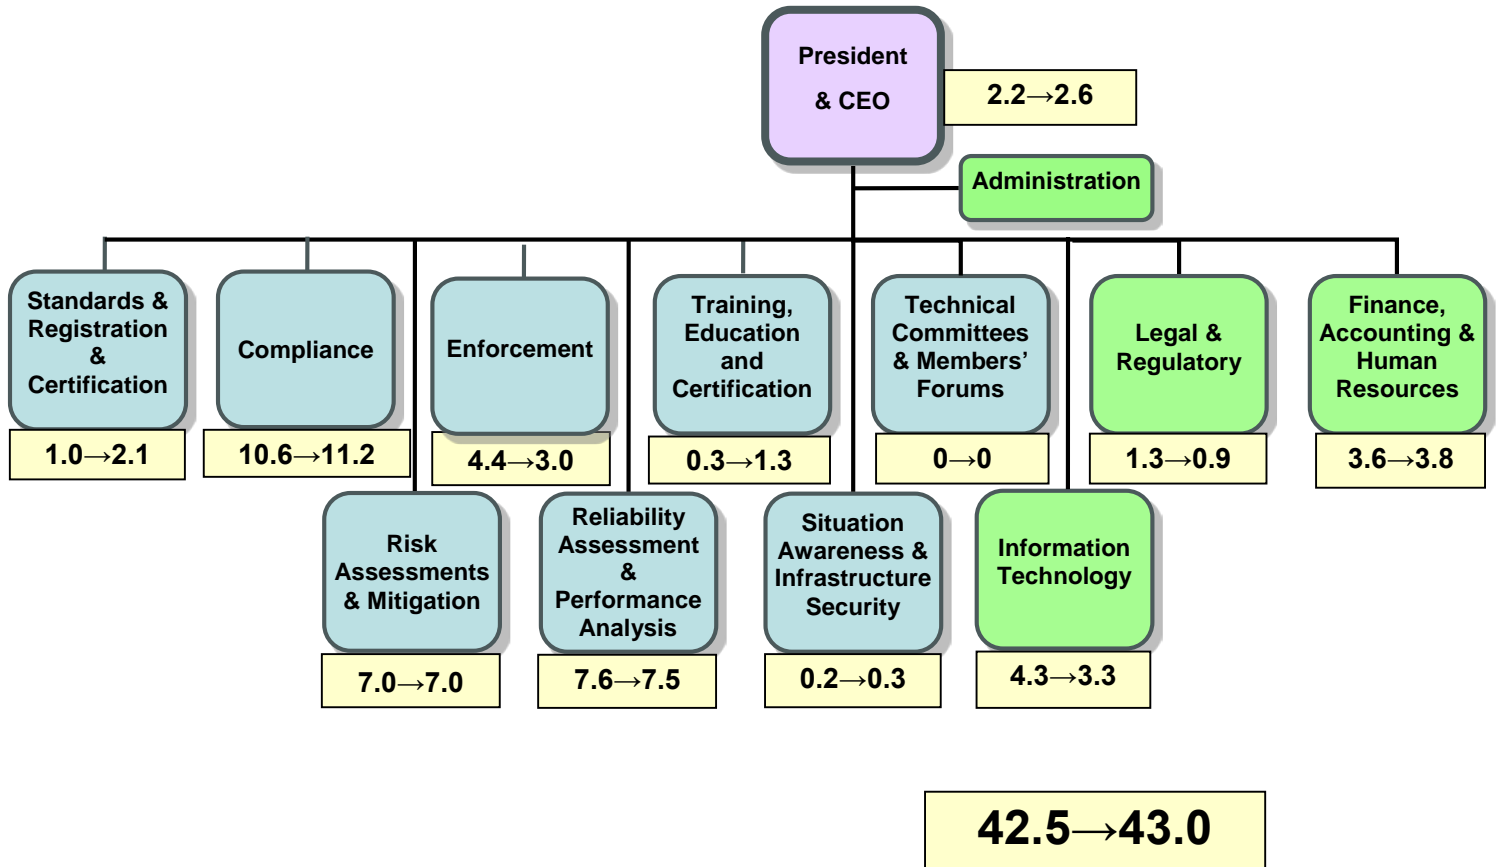 President
& CEO
2.2→2.6
Administration
Standards &
Registration
&
Certification
1.0→2.1
Compliance
10.6→11.2
Enforcement
4.4→3.0
Training,
Education
and
Certification
0.3→1.3
Technical
Committees
& Members’
Forums
0→0
Legal &
Regulatory
1.3→0.9
Finance,
Accounting &
Human
Resources
3.6→3.8
Risk
Assessments
& Mitigation
7.0→7.0
Reliability
Assessment
&
Performance
Analysis
7.6→7.5
Situation
Awareness &
Infrastructure
Security
0.2→0.3
Information
Technology
4.3→3.3
42.5→43.0